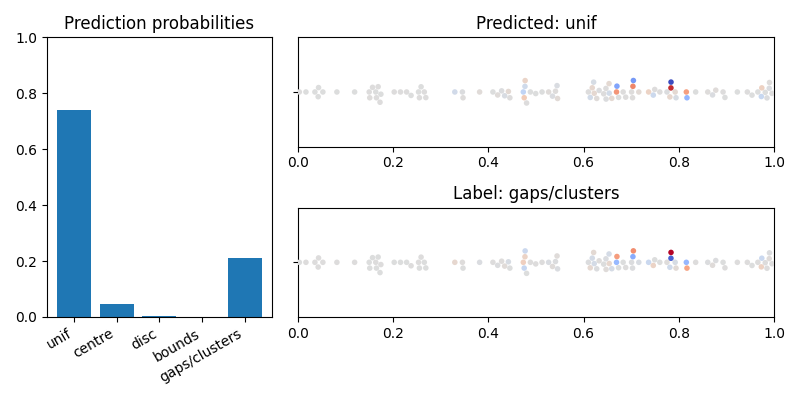 Prediction probabilities
1.0
0.8
0.6
0.4
0.2
0.0
unif
centre
disc
bounds
gaps/clusters
Predicted: unif
0.0 0.2 0.4 0.6 0.8 1.0
Label: gaps/clusters
0.0 0.2 0.4 0.6 0.8 1.0